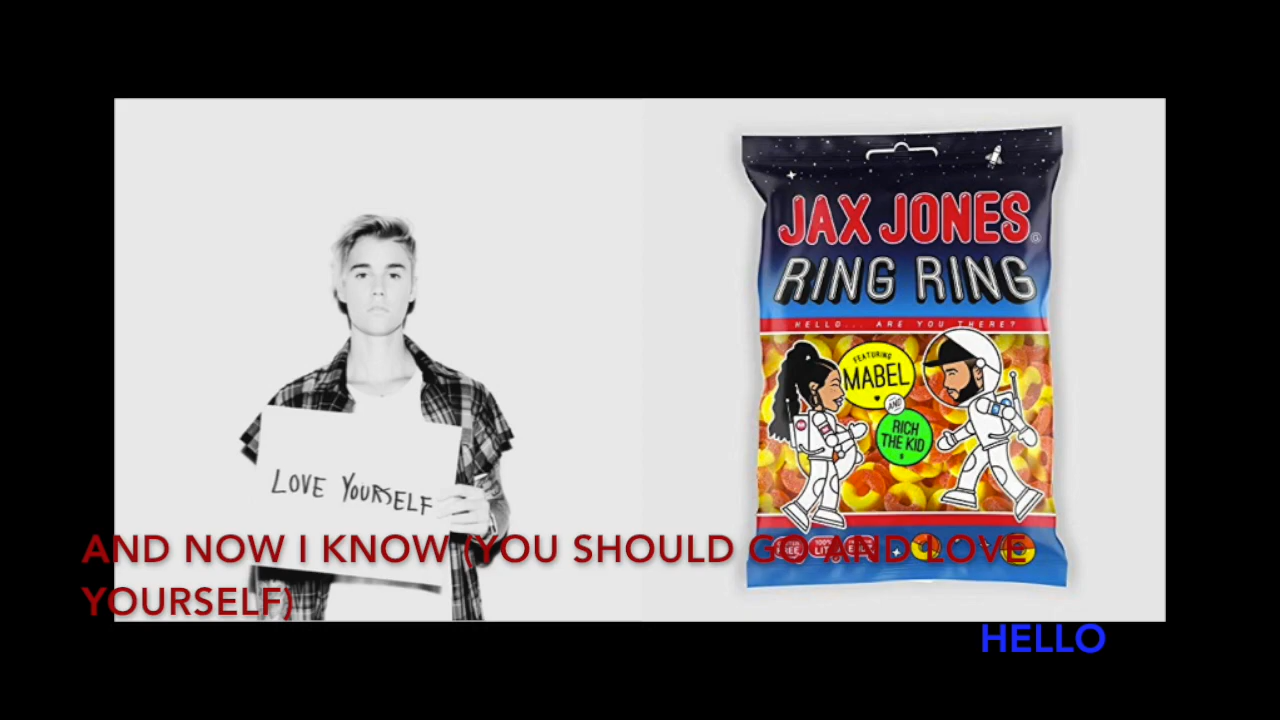 JAX JONES
RING RING
HELLO... ARE YOU THERE?
FEATURING
MABEL
AND
RICH
THE KID
LOVE YOURSELF
AND NOW I KNOW (YOU SHOULD GO AND LOVE
YOURSELF)
HELLO